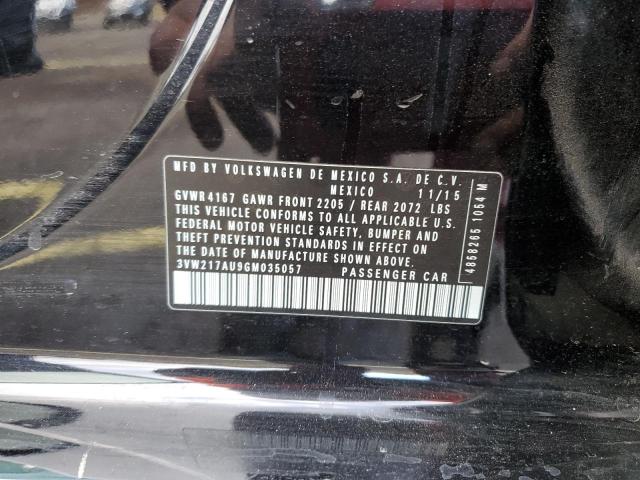 MFD BY VOLKSWAGEN DE MEXICO S.A. DE C.V.
MEXICO 11/15
GVWR 4167 GAWR FRONT 2205 / REAR 2072 LBS
THIS VEHICLE CONFORMS TO ALL APPLICABLE U.S.
FEDERAL MOTOR VEHICLE SAFETY, BUMPER AND
THEFT PREVENTION STANDARDS IN EFFECT ON
THE DATE OF MANUFACTURE SHOWN ABOVE.
3VW217AU9GM035057 PASSENGER CAR
4858265 1054 M